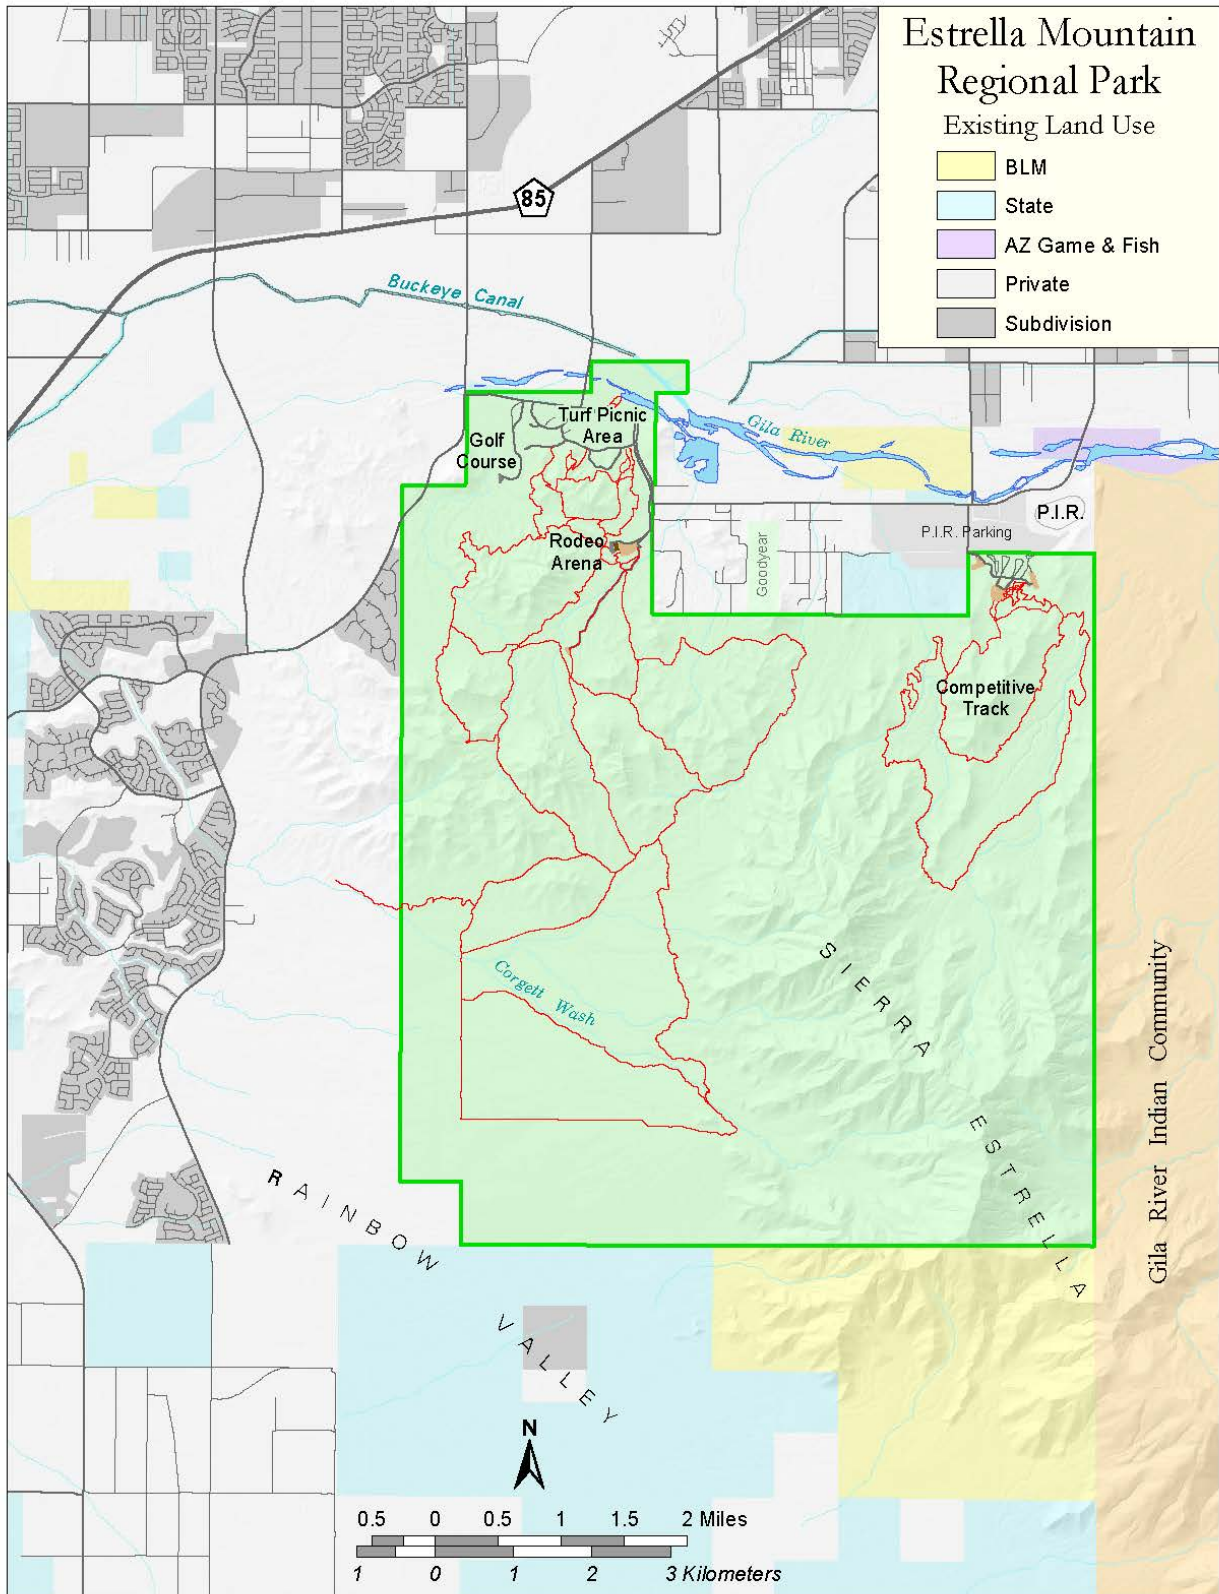 Estrella Mountain
Regional Park
Existing Land Use
BLM
State
AZ Game & Fish
Private
Subdivision
85
Buckeye Canal
Turf Picnic
Area
Golf
Course
Gila River
P.I.R.
P.I.R. Parking
Rodeo
Arena
Goodyear
Competitive
Track
SIERRA ESTRELLA
Corgett Wash
Gila River Indian Community
RAINBOW VALLEY
N
0.5 0 0.5 1 1.5 2 Miles
1 0 1 2 3 Kilometers